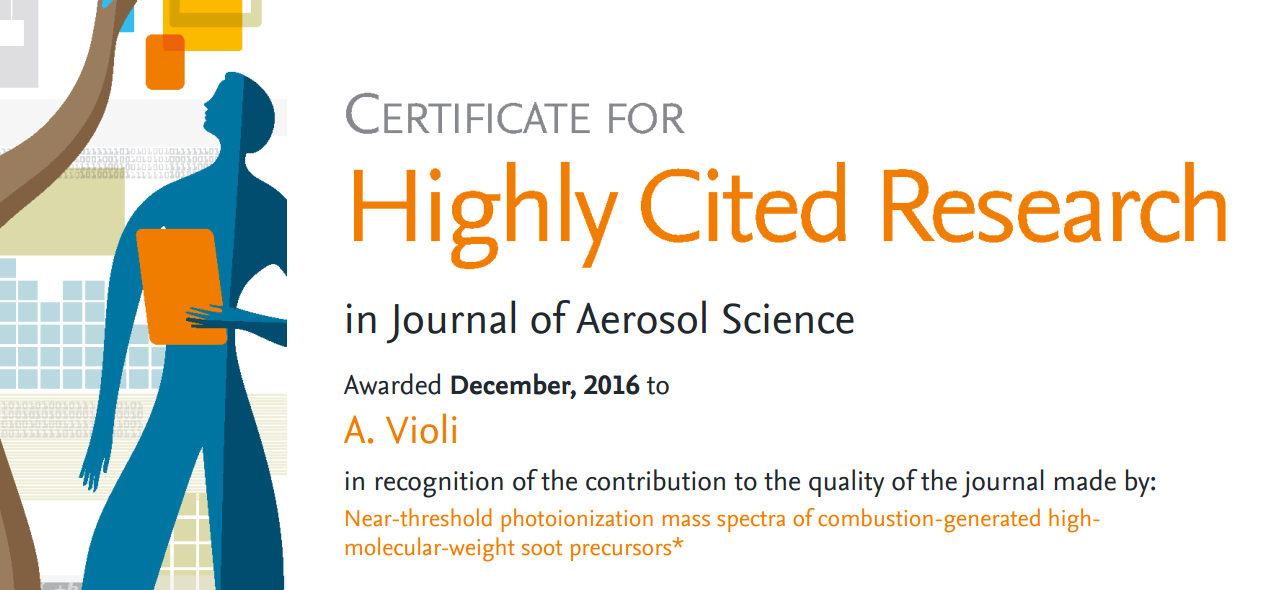 CERTIFICATE FOR
Highly Cited Research
in Journal of Aerosol Science
Awarded December, 2016 to
A. Violi
in recognition of the contribution to the quality of the journal made by:
Near-threshold photoionization mass spectra of combustion-generated high-
molecular-weight soot precursors*